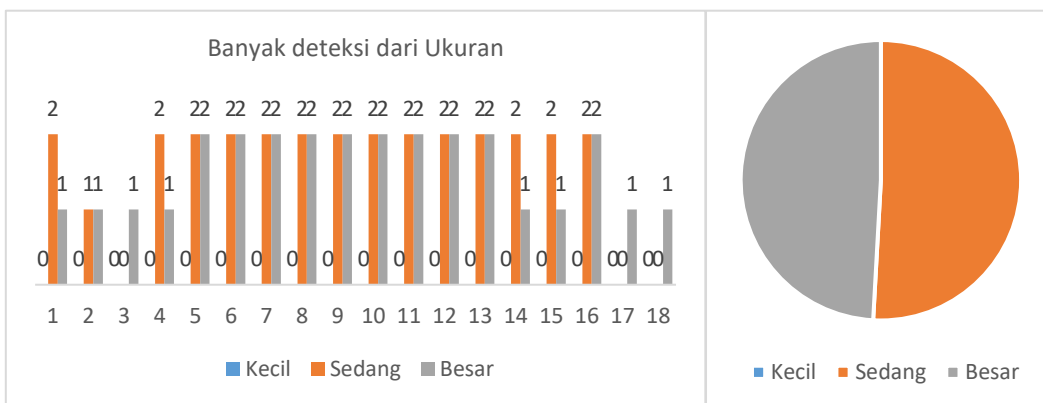 Banyak deteksi dari Ukuran
2 2 22 22 22 22 22 22 22 22 22 2 2 22
1 11 1 1 1 1 1 1
0 0 00 0 0 0 0 0 0 0 0 0 0 0 0 0 00 00
1 2 3 4 5 6 7 8 9 10 11 12 13 14 15 16 17 18
Kecil Sedang Besar
Kecil Sedang Besar